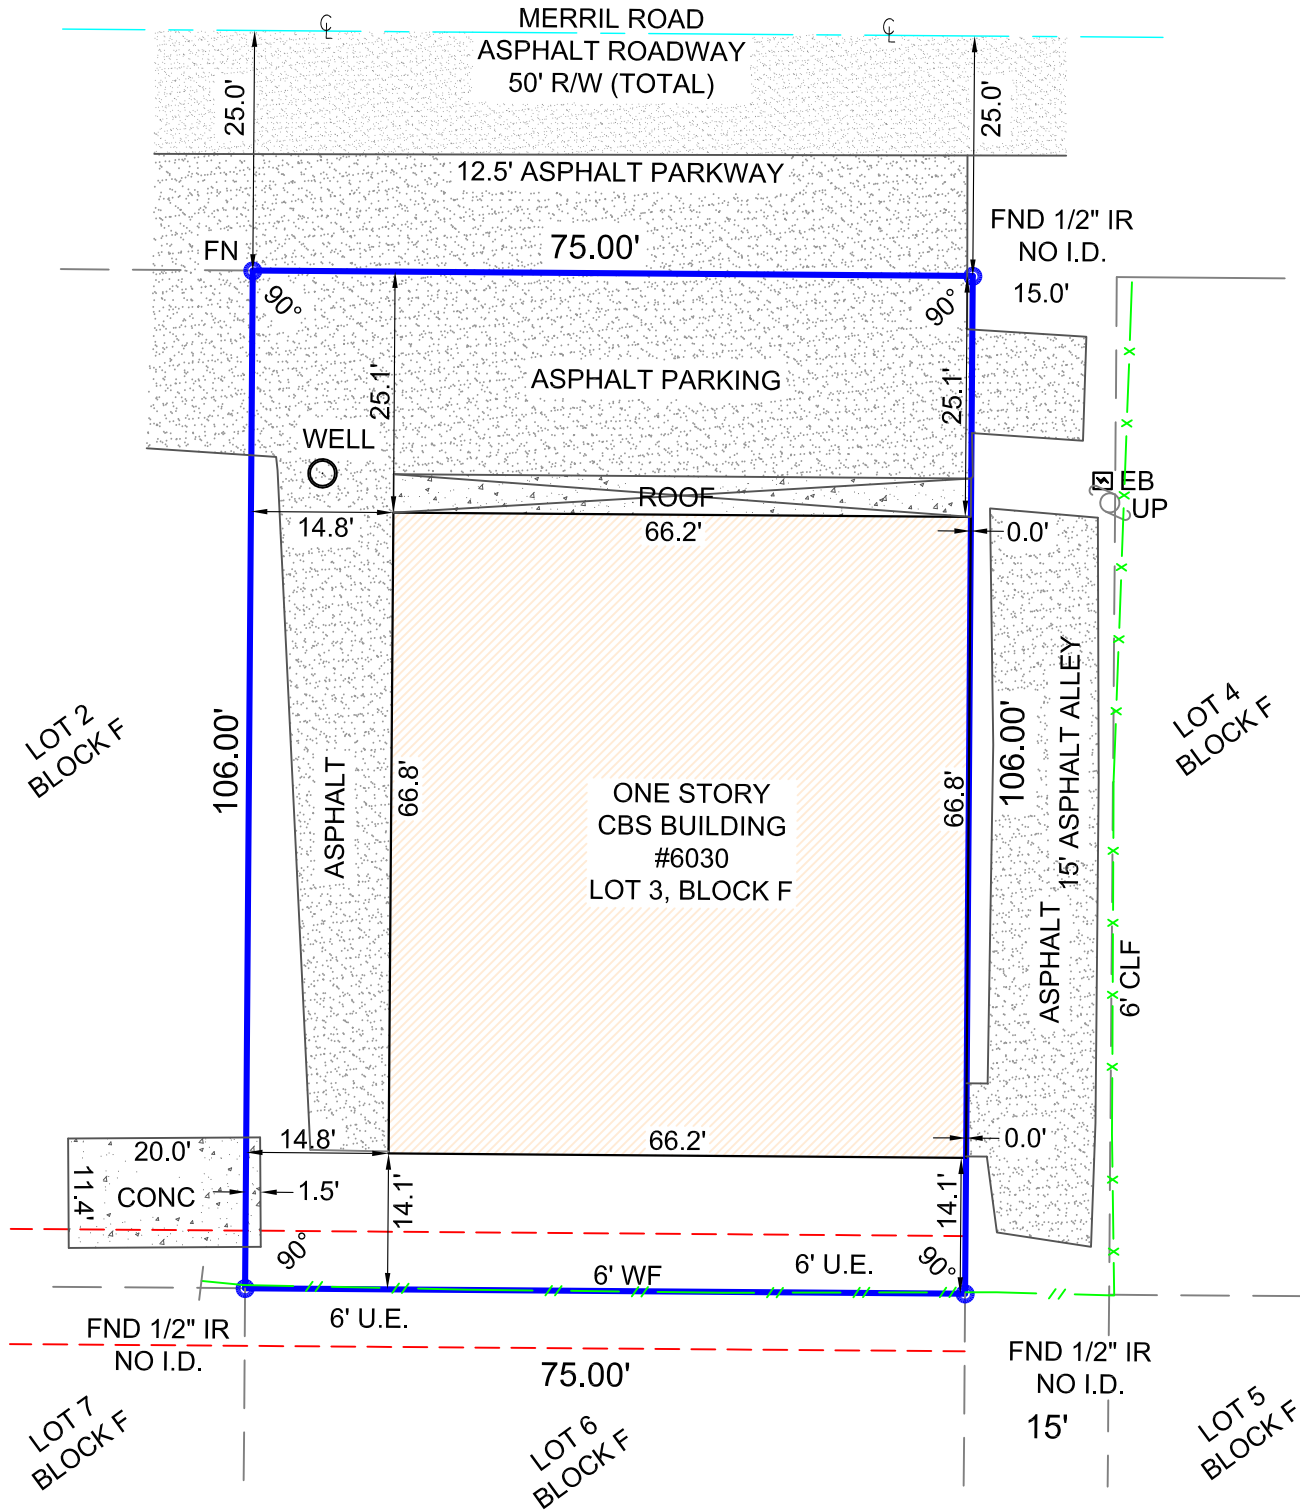 MERRIL ROAD
ASPHALT ROADWAY
50' R/W (TOTAL)
25.0'
25.0'
12.5' ASPHALT PARKWAY
FN
75.00'
FND 1/2" IR
NO I.D.
15.0'
90°
90°
25.1'
ASPHALT PARKING
25.1'
WELL
EB
UP
ROOF
14.8'
66.2'
0.0'
LOT 2
BLOCK F
106.00'
ASPHALT
66.8'
ONE STORY
CBS BUILDING
#6030
LOT 3, BLOCK F
66.8'
106.00'
ASPHALT
15' ASPHALT ALLEY
6' CLF
LOT 4
BLOCK F
20.0'
14.8'
66.2'
0.0'
11.4'
CONC
1.5'
14.1'
14.1'
90°
6' WF
6' U.E.
90°
6' U.E.
FND 1/2" IR
NO I.D.
75.00'
FND 1/2" IR
NO I.D.
15'
LOT 7
BLOCK F
LOT 6
BLOCK F
LOT 5
BLOCK F